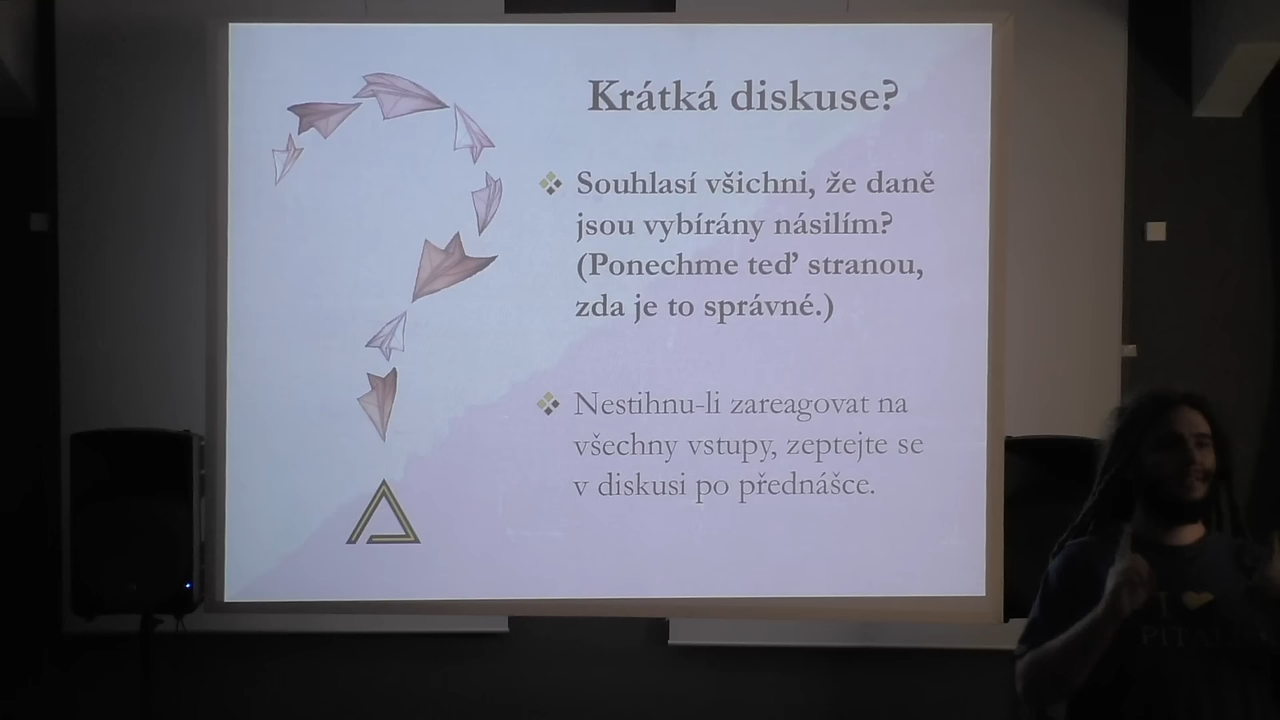 Krátká diskuse?
Souhlasí všichni, že daně
jsou vybírány násilím?
(Ponechme teď stranou,
zda je to správné.)
Nestihnu-li zareagovat na
všechny vstupy, zeptejte se
v diskusi po přednášce.
I